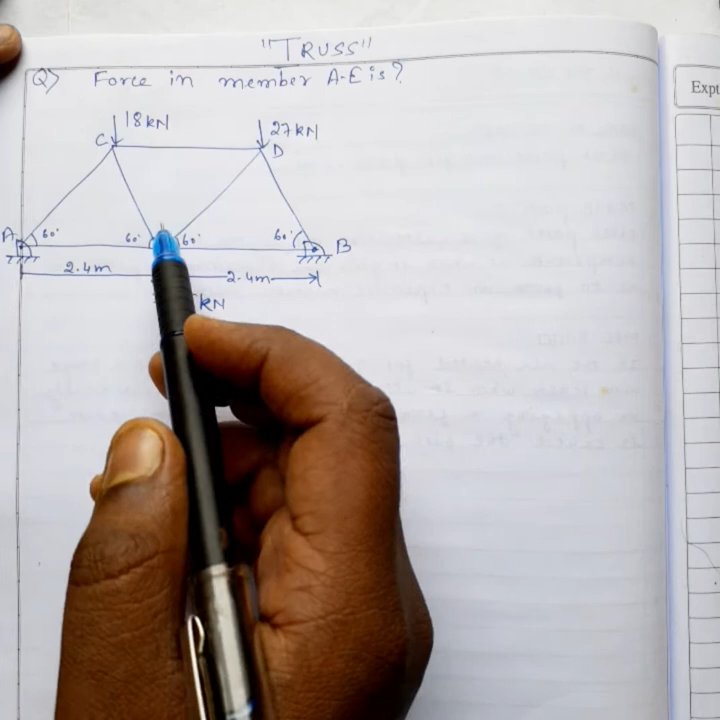 "TRUSS"
Q) Force in member A-E is?
18kN
27kN
C D
A 60° 60° 60° 60° B
2.4m 2.4m
kN
Expt